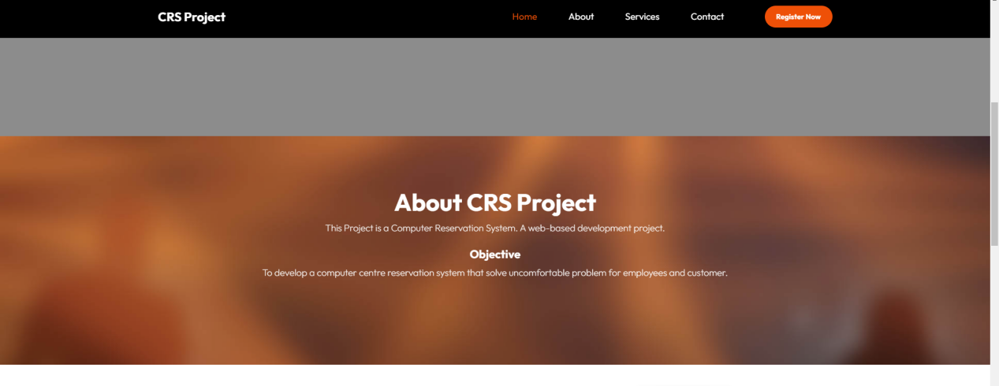 CRS Project
Home About Services Contact Register Now
About CRS Project
This Project is a Computer Reservation System. A web-based development project.
Objective
To develop a computer centre reservation system that solve uncomfortable problem for employees and customer.